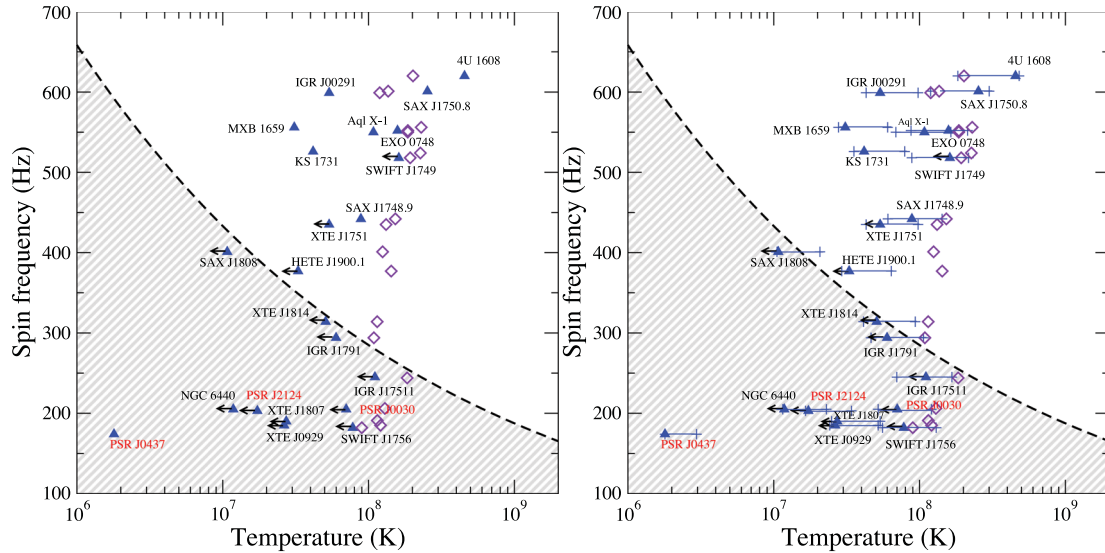 700
600
500
400
300
200
100
Spin frequency (Hz)
4U 1608
IGR J00291
SAX J1750.8
Aql X-1
MXB 1659
EXO 0748
KS 1731
SWIFT J1749
SAX J1748.9
XTE J1751
SAX J1808
HETE J1900.1
XTE J1814
IGR J1791
IGR J17511
NGC 6440
PSR J2124
XTE J1807
PSR J0030
XTE J0929
SWIFT J1756
PSR J0437
10^6
10^7
10^8
10^9
Temperature (K)
700
600
500
400
300
200
100
Spin frequency (Hz)
4U 1608
IGR J00291
SAX J1750.8
Aql X-1
MXB 1659
EXO 0748
KS 1731
SWIFT J1749
SAX J1748.9
XTE J1751
SAX J1808
HETE J1900.1
XTE J1814
IGR J1791
IGR J17511
NGC 6440
PSR J2124
PSR J0030
XTE J1807
XTE J0929
SWIFT J1756
PSR J0437
10^6
10^7
10^8
10^9
Temperature (K)